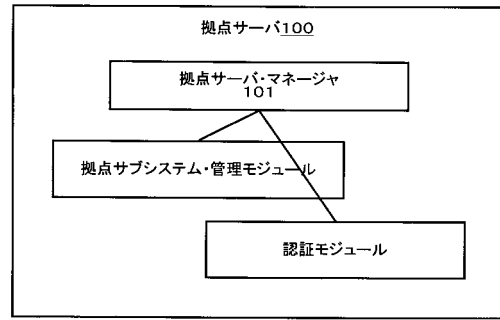 拠点サーバ100
拠点サーバ・マネージャ
101
拠点サブシステム・管理モジュール
認証モジュール